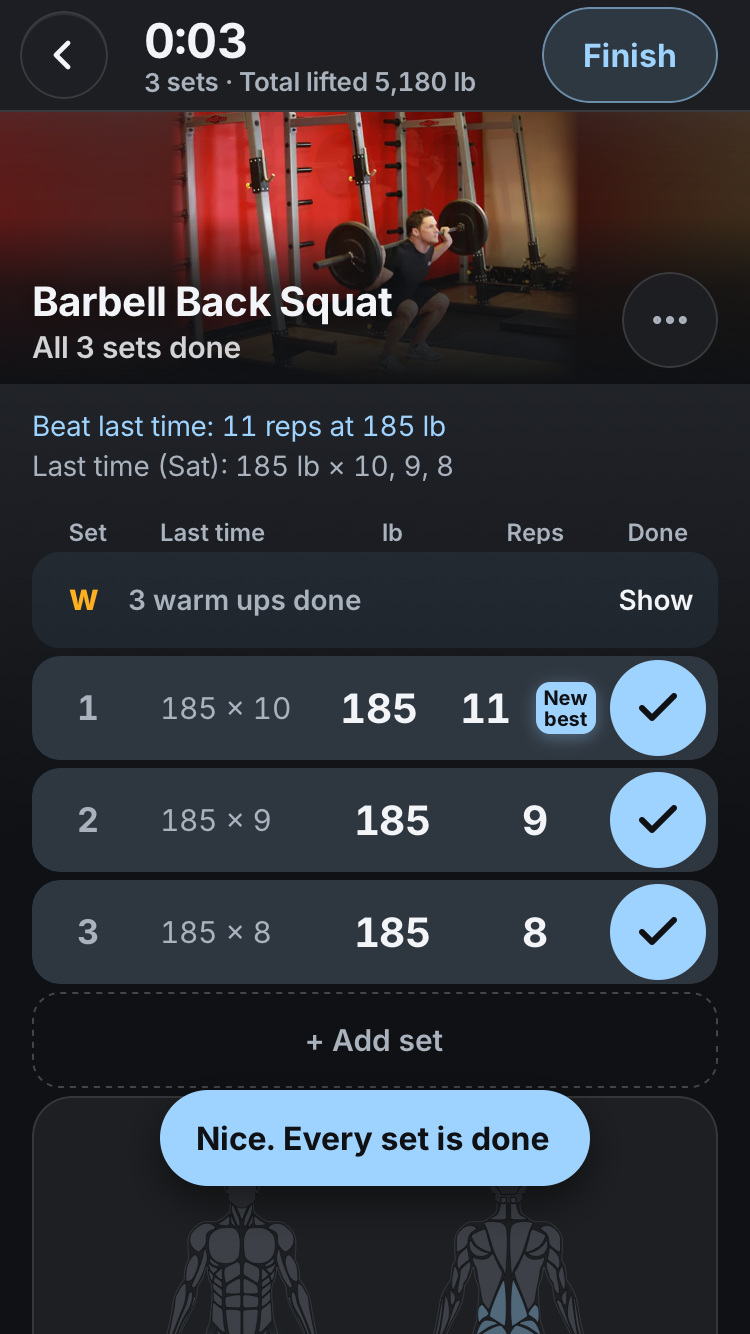 0:03
3 sets · Total lifted 5,180 lb
Finish
Barbell Back Squat
All 3 sets done
Beat last time: 11 reps at 185 lb
Last time (Sat): 185 lb × 10, 9, 8
Set Last time lb Reps Done
W 3 warm ups done Show
1 185 × 10 185 11 New best
2 185 × 9 185 9
3 185 × 8 185 8
+ Add set
Nice. Every set is done